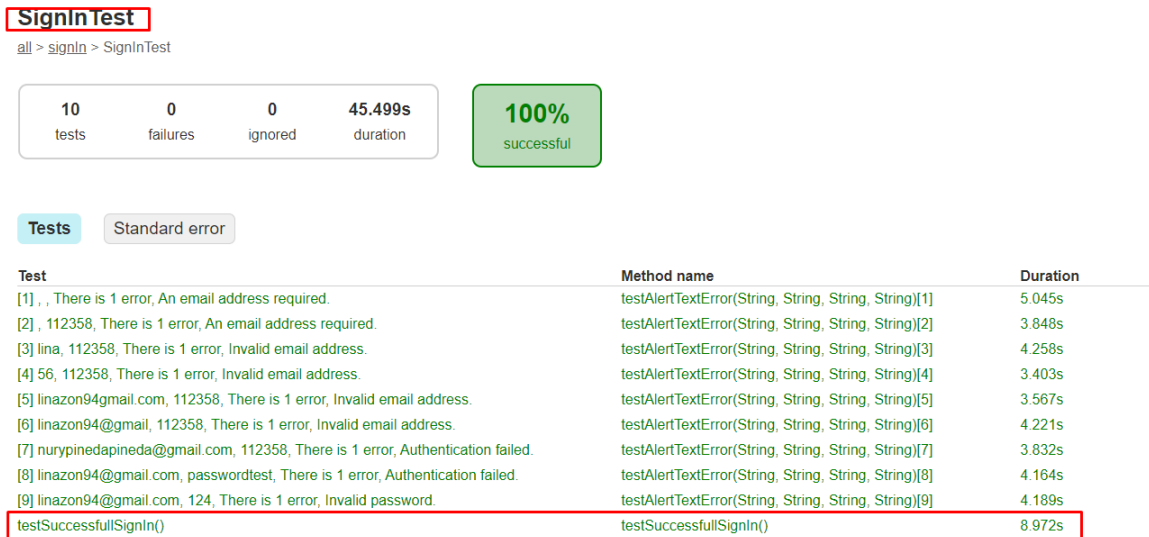 SignInTest
all > signIn > SignInTest
10 0 0 45.499s
tests failures ignored duration
100%
successful
Tests Standard error
Test Method name Duration
[1] , , There is 1 error, An email address required. testAlertTextError(String, String, String, String)[1] 5.045s
[2] , 112358, There is 1 error, An email address required. testAlertTextError(String, String, String, String)[2] 3.848s
[3] lina, 112358, There is 1 error, Invalid email address. testAlertTextError(String, String, String, String)[3] 4.258s
[4] 56, 112358, There is 1 error, Invalid email address. testAlertTextError(String, String, String, String)[4] 3.403s
[5] linazon94gmail.com, 112358, There is 1 error, Invalid email address. testAlertTextError(String, String, String, String)[5] 3.567s
[6] linazon94@gmail, 112358, There is 1 error, Invalid email address. testAlertTextError(String, String, String, String)[6] 4.221s
[7] nurypinedapineda@gmail.com, 112358, There is 1 error, Authentication failed. testAlertTextError(String, String, String, String)[7] 3.832s
[8] linazon94@gmail.com, passwordtest, There is 1 error, Authentication failed. testAlertTextError(String, String, String, String)[8] 4.164s
[9] linazon94@gmail.com, 124, There is 1 error, Invalid password. testAlertTextError(String, String, String, String)[9] 4.189s
testSuccessfullSignIn() testSuccessfullSignIn() 8.972s